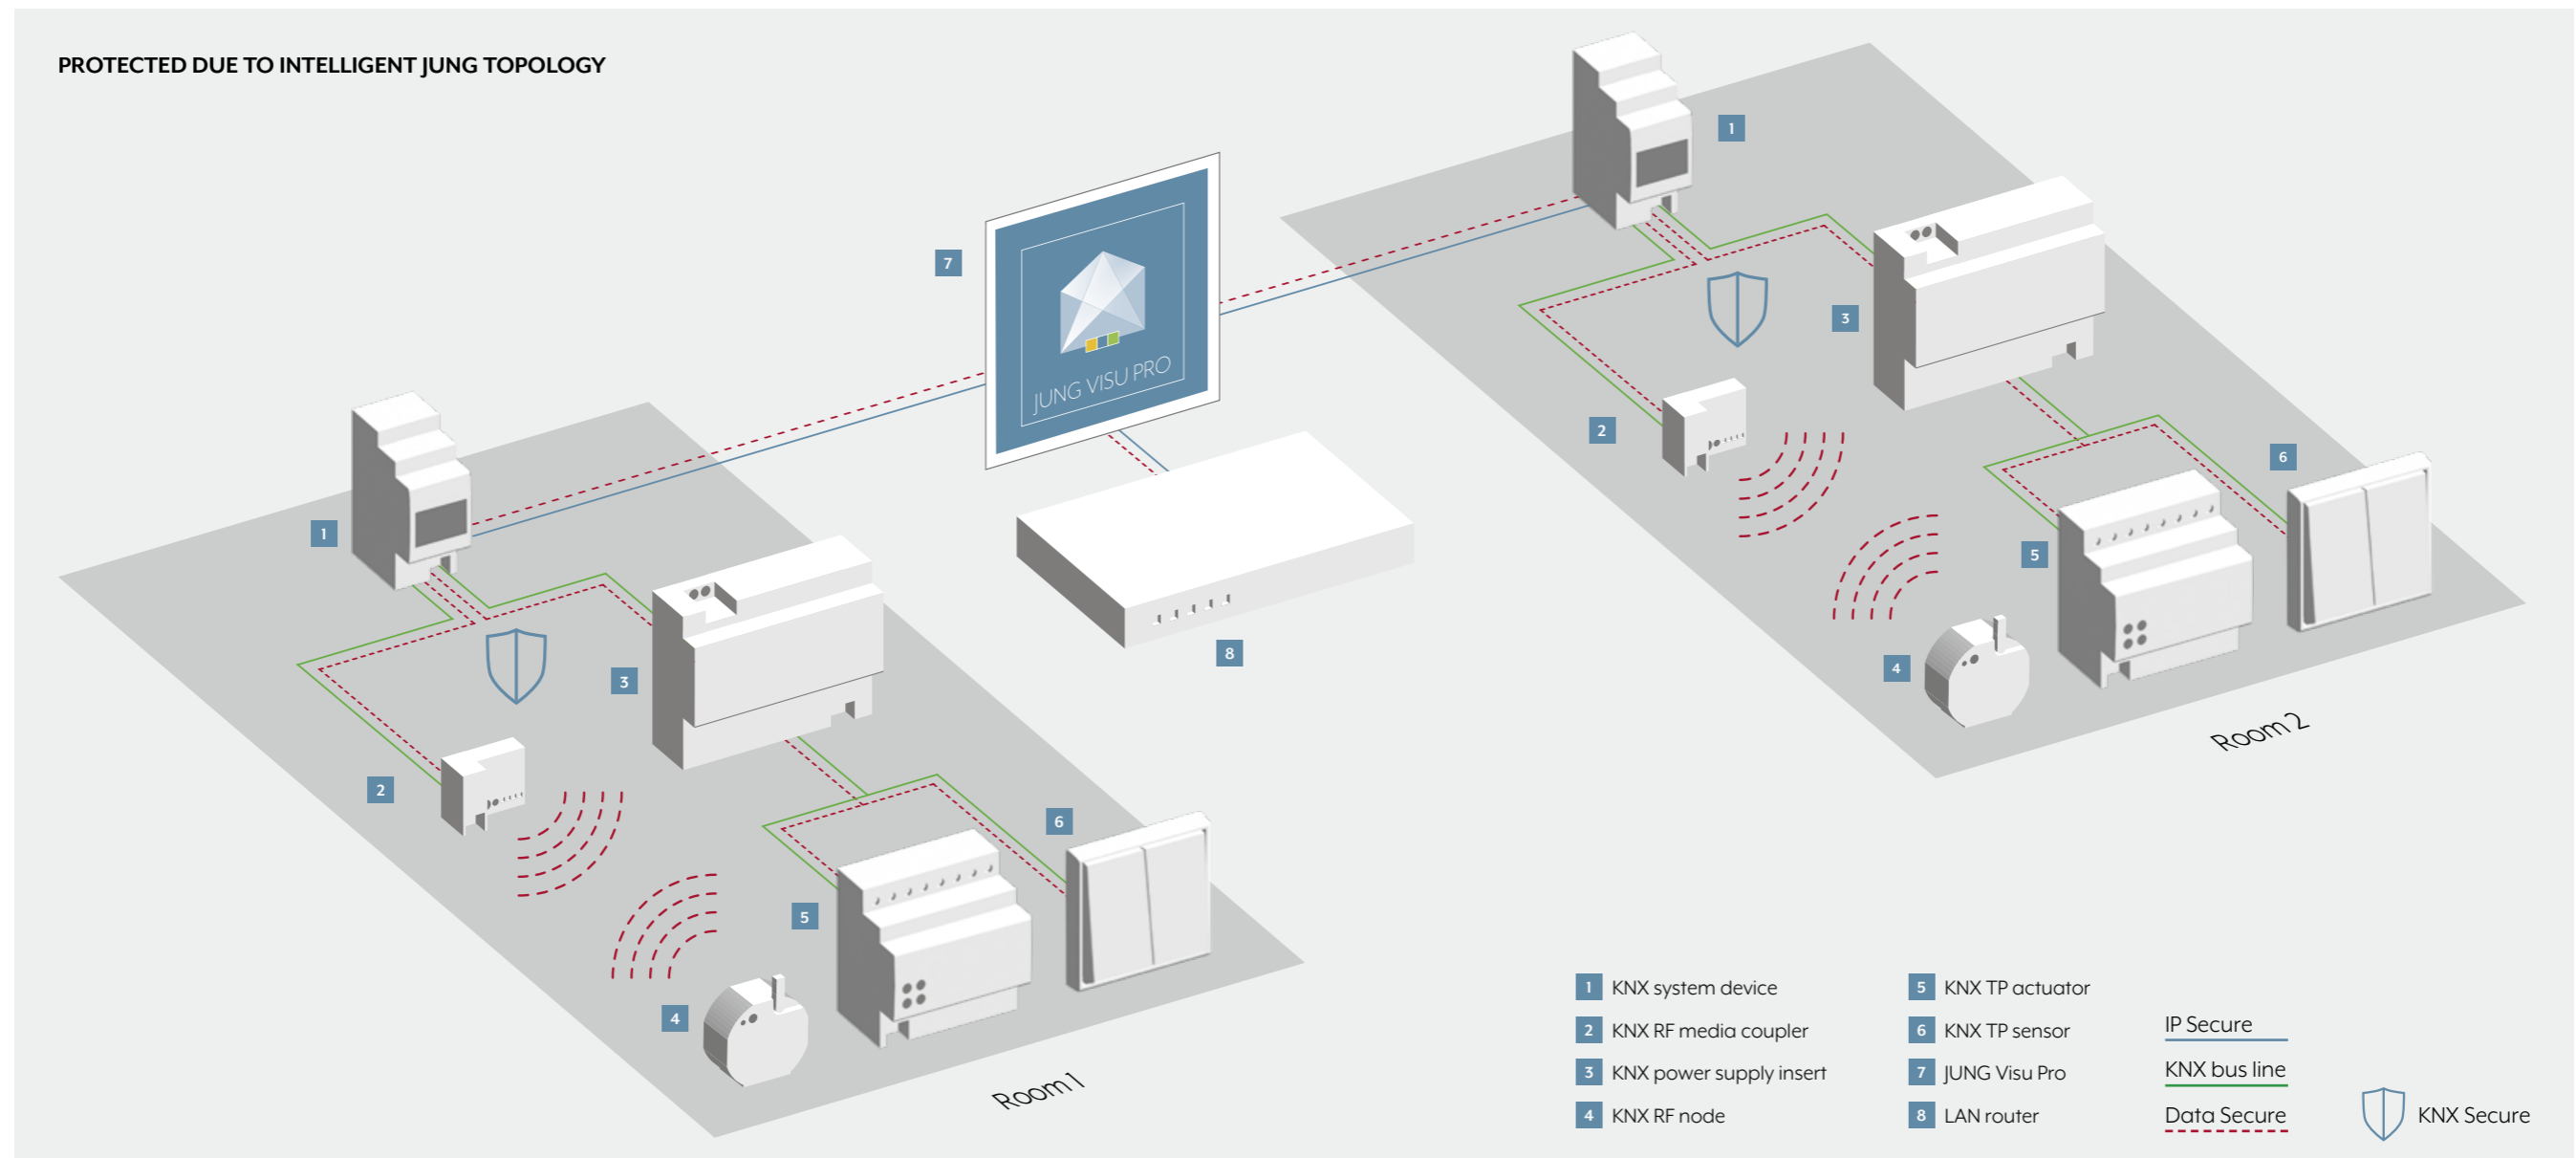 PROTECTED DUE TO INTELLIGENT JUNG TOPOLOGY
1
7
JUNG VISU PRO
3
2
6
1
5
8
3
4
Room 2
2
6
5
4
Room 1
1 KNX system device
2 KNX RF media coupler
3 KNX power supply insert
4 KNX RF node
5 KNX TP actuator
6 KNX TP sensor
7 JUNG Visu Pro
8 LAN router
IP Secure
KNX bus line
Data Secure
KNX Secure